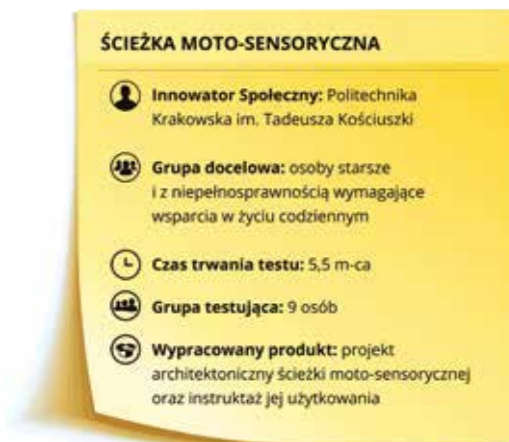 ŚCIEŻKA MOTO-SENSORYCZNA
Innowator Społeczny: Politechnika
Krakowska im. Tadeusza Kościuszki
Grupa docelowa: osoby starsze
i z niepełnosprawnością wymagające
wsparcia w życiu codziennym
Czas trwania testu: 5,5 m-ca
Grupa testująca: 9 osób
Wypracowany produkt: projekt
architektoniczny ścieżki moto-sensorycznej
oraz instruktaż jej użytkowania